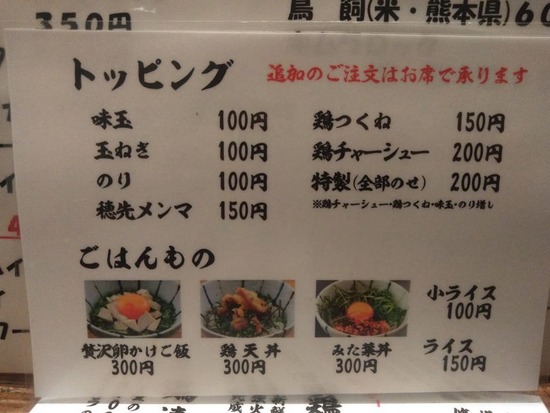 350円
鳥飼(米・熊本県)60
トッピング
追加のご注文はお席で承ります
味玉 100円
玉ねぎ 100円
のり 100円
穂先メンマ 150円
鶏つくね 150円
鶏チャーシュー 200円
特製(全部のせ) 200円
※鶏チャーシュー・鶏つくね・味玉・のり増し
ごはんもの
贅沢卵かけご飯
300円
鶏天丼
300円
みた葉丼
300円
小ライス
100円
ライス
150円